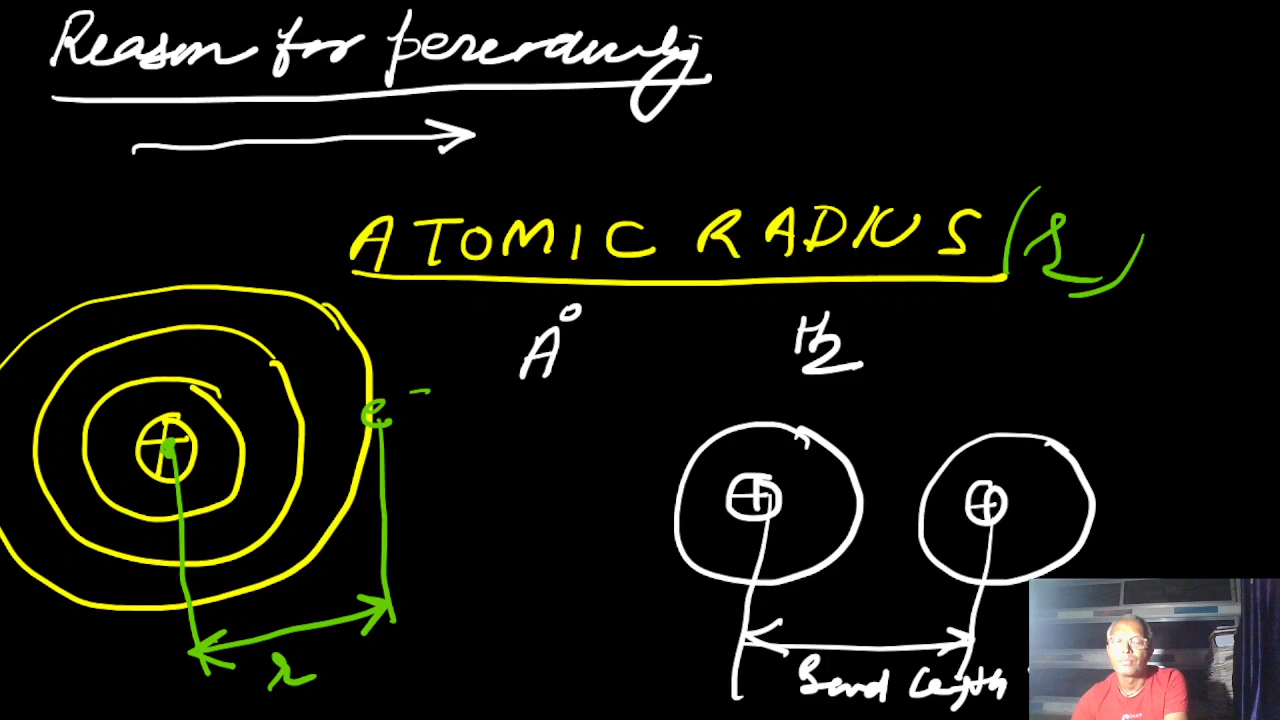 Reason for periodicity
ATOMIC RADIUS (r)
A° H2
e-
r
Bond length